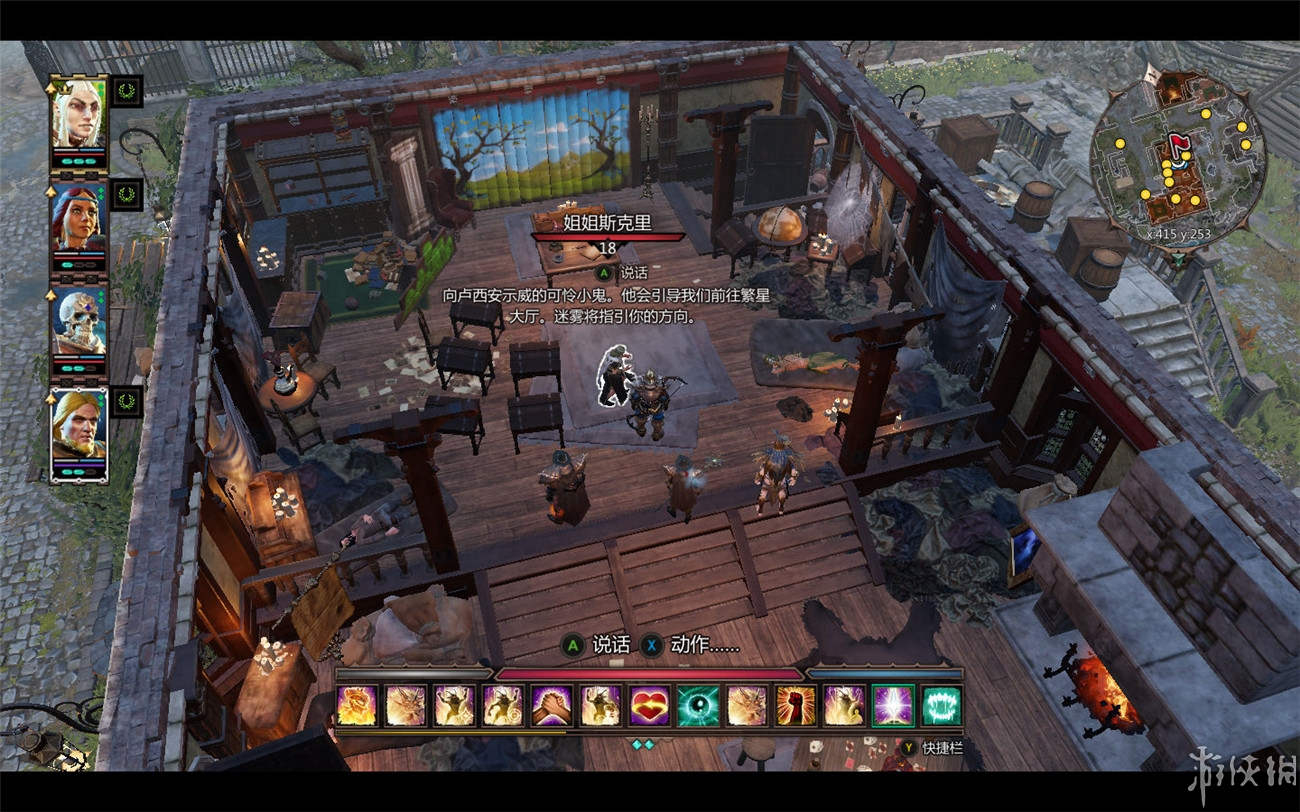 姐姐斯克里
18
A 说话
向卢西安示威的可怜小鬼。他会引导我们前往繁星
大厅。迷雾将指引你的方向。
x:415 y:253
A 说话 X 动作......
Y 快捷栏
游侠网